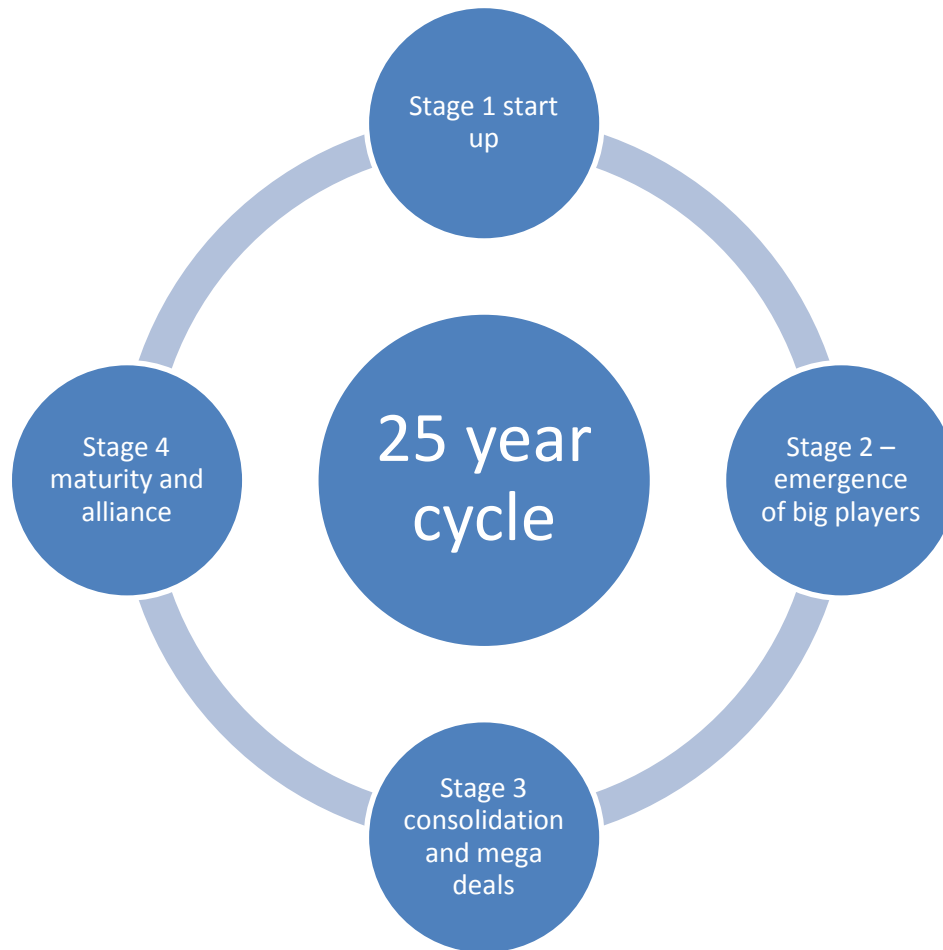 Stage 1 start
up
Stage 2 –
emergence
of big players
Stage 3
consolidation
and mega
deals
Stage 4
maturity and
alliance
25 year
cycle